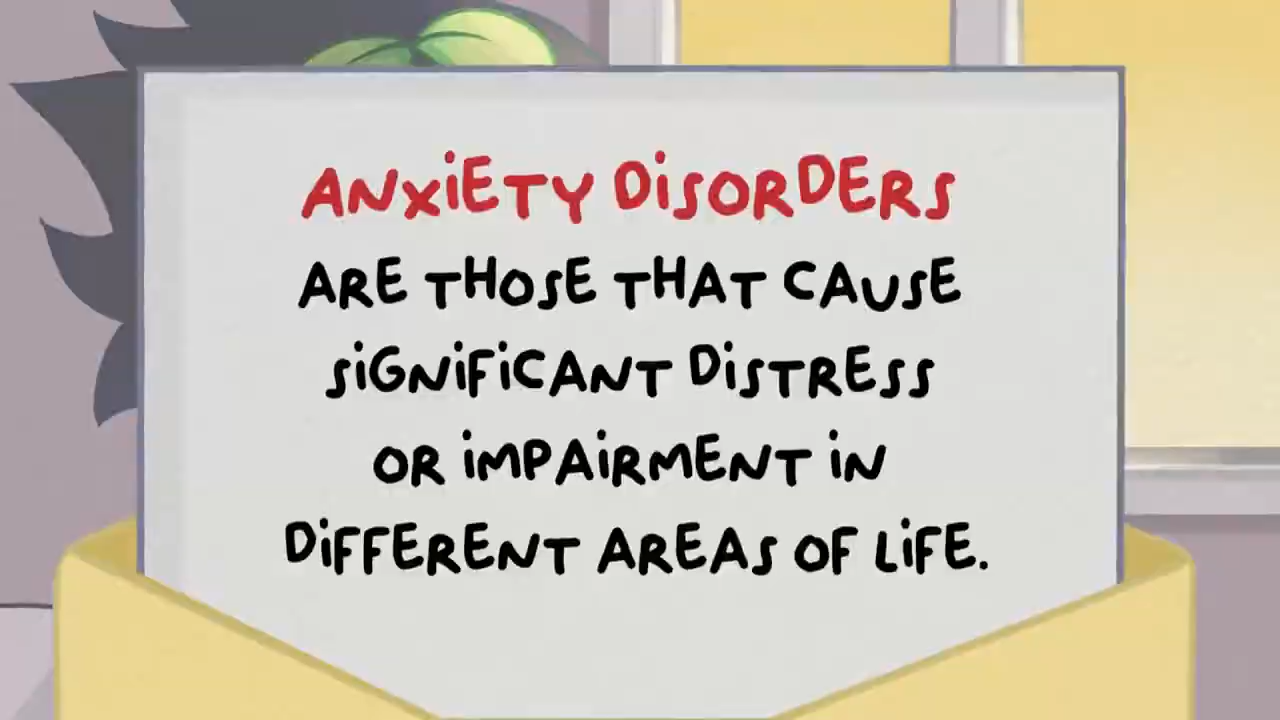 ANXIETY DISORDERS
ARE THOSE THAT CAUSE
SIGNIFICANT DISTRESS
OR IMPAIRMENT IN
DIFFERENT AREAS OF LIFE.